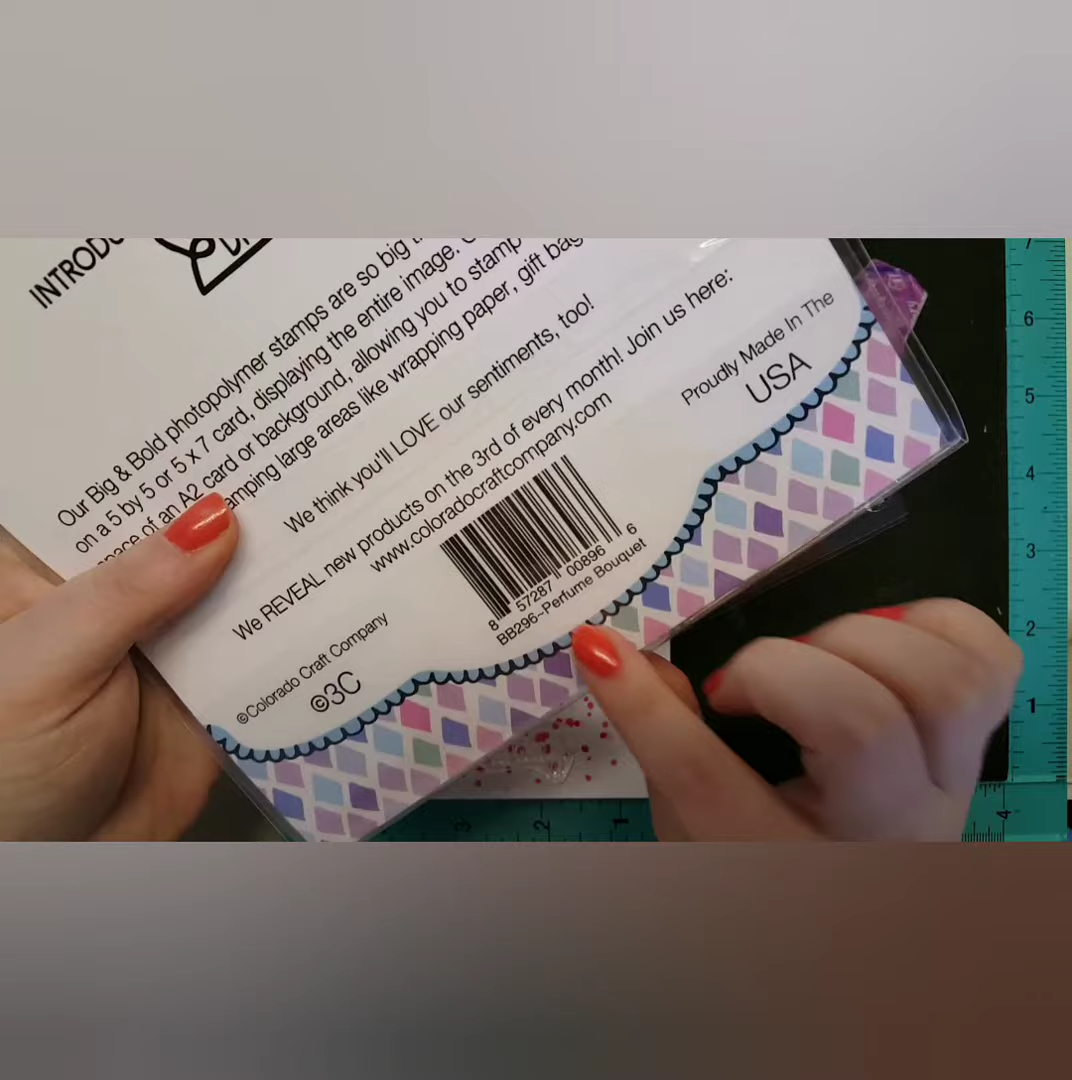 INTRODU
Our Big & Bold photopolymer stamps are so big
on a 5 by 5 or 5 x 7 card, displaying the entire image.
space of an A2 card or background, allowing you to stamp
amping large areas like wrapping paper, gift bag
We think you'll LOVE our sentiments, too!
We REVEAL new products on the 3rd of every month! Join us here:
www.coloradocraftcompany.com
Proudly Made In The
USA
8 57287 00896 6
BB296~Perfume Bouquet
©Colorado Craft Company
©3C
7
6
5
4
3
2
1
3
2
1
4